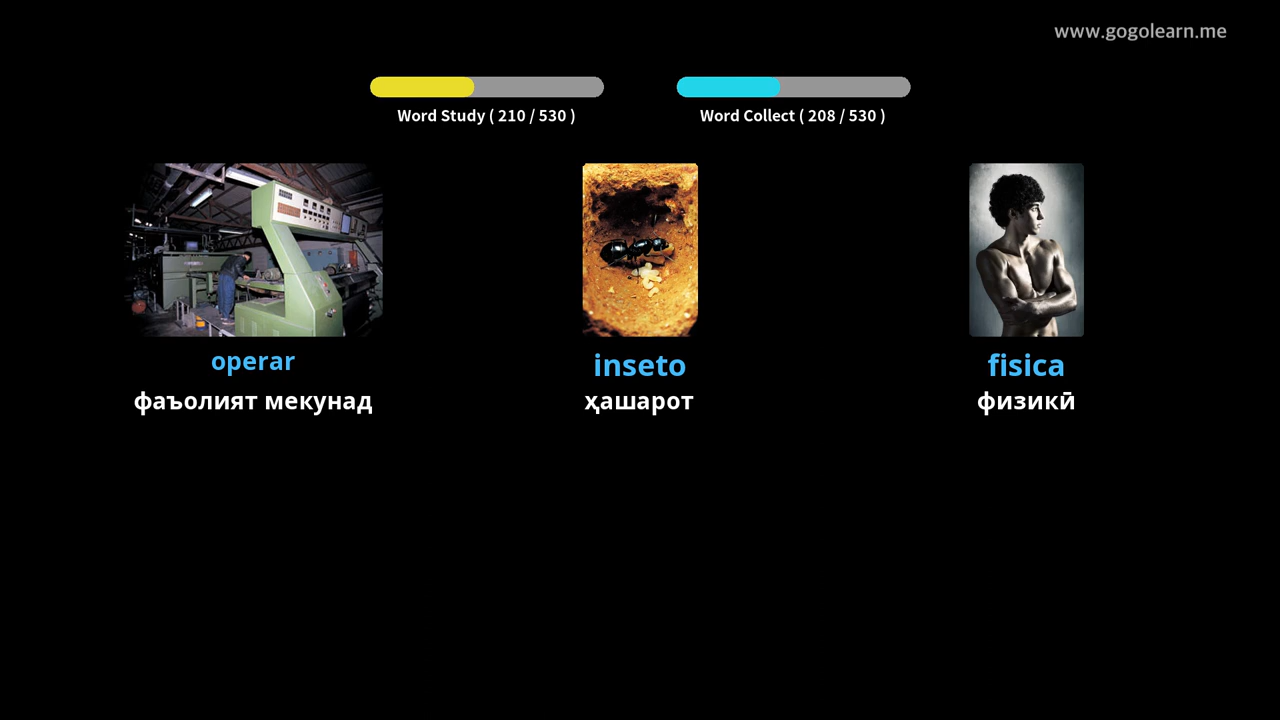 www.gogolearn.me
Word Study ( 210 / 530 )
Word Collect ( 208 / 530 )
operar
inseto
fisica
фаъолият мекунад
ҳашарот
физикӣ